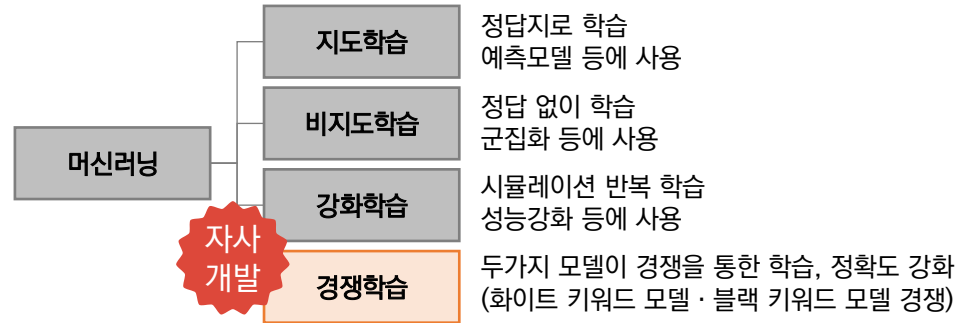 머신러닝
지도학습
정답지로 학습
예측모델 등에 사용
비지도학습
정답 없이 학습
군집화 등에 사용
강화학습
시뮬레이션 반복 학습
성능강화 등에 사용
자사
개발
경쟁학습
두가지 모델이 경쟁을 통한 학습, 정확도 강화
(화이트 키워드 모델 · 블랙 키워드 모델 경쟁)